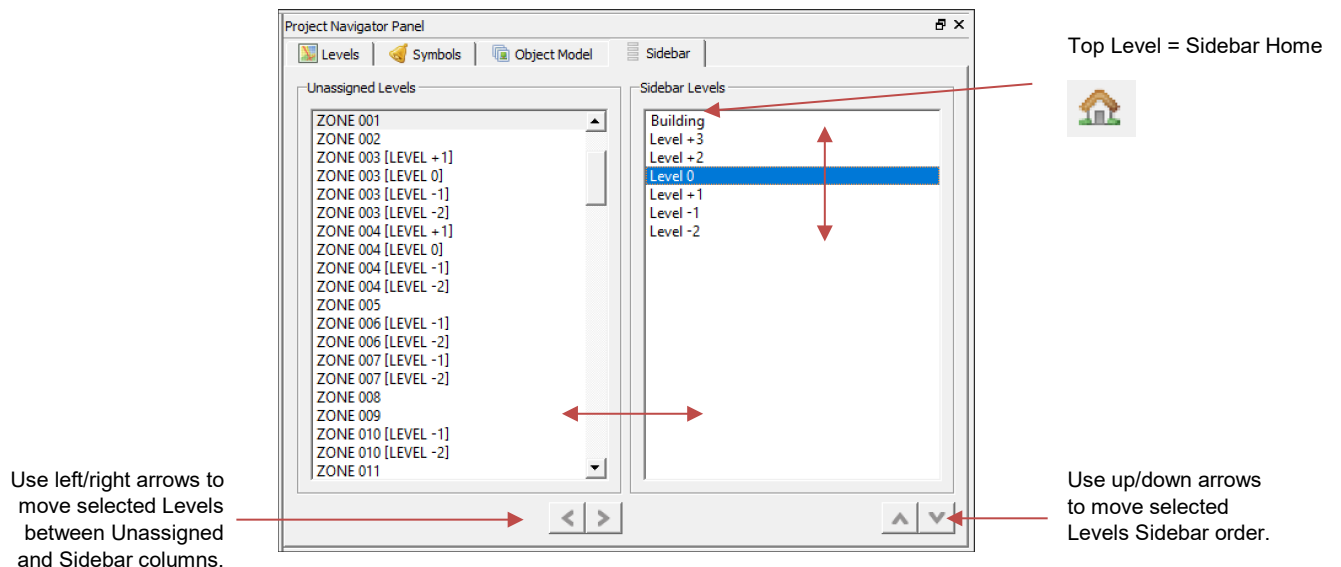 Project Navigator Panel
Levels
Symbols
Object Model
Sidebar
Top Level = Sidebar Home
Unassigned Levels
ZONE 001
ZONE 002
ZONE 003 [LEVEL +1]
ZONE 003 [LEVEL 0]
ZONE 003 [LEVEL -1]
ZONE 003 [LEVEL -2]
ZONE 004 [LEVEL +1]
ZONE 004 [LEVEL 0]
ZONE 004 [LEVEL -1]
ZONE 004 [LEVEL -2]
ZONE 005
ZONE 006 [LEVEL -1]
ZONE 006 [LEVEL -2]
ZONE 007 [LEVEL -1]
ZONE 007 [LEVEL -2]
ZONE 008
ZONE 009
ZONE 010 [LEVEL -1]
ZONE 010 [LEVEL -2]
ZONE 011
Sidebar Levels
Building
Level +3
Level +2
Level 0
Level +1
Level -1
Level -2
Use left/right arrows to
move selected Levels
between Unassigned
and Sidebar columns.
Use up/down arrows
to move selected
Levels Sidebar order.